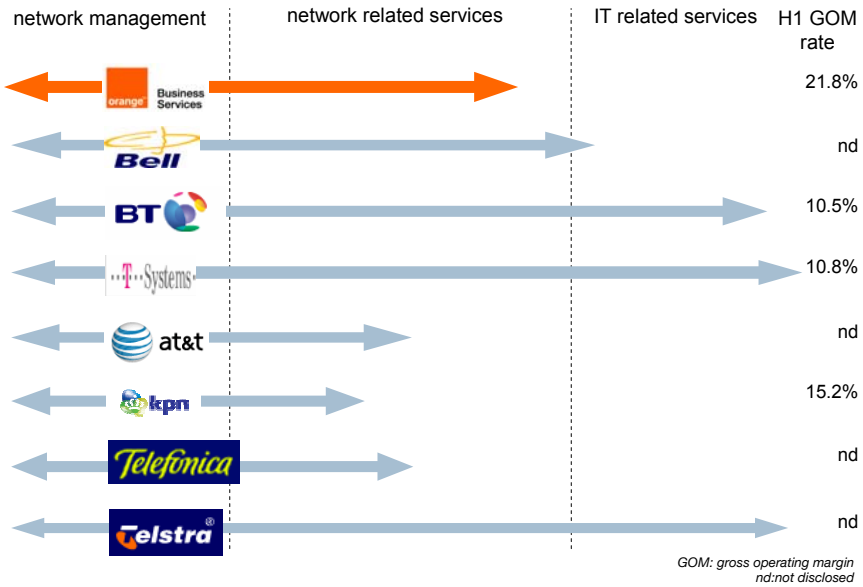 network management
network related services
IT related services
H1 GOM
rate
orange™
Business
Services
21.8%
Bell
nd
BT
10.5%
···T···Systems·
10.8%
at&t
nd
kpn
15.2%
Telefónica
nd
Telstra®
nd
GOM: gross operating margin
nd:not disclosed